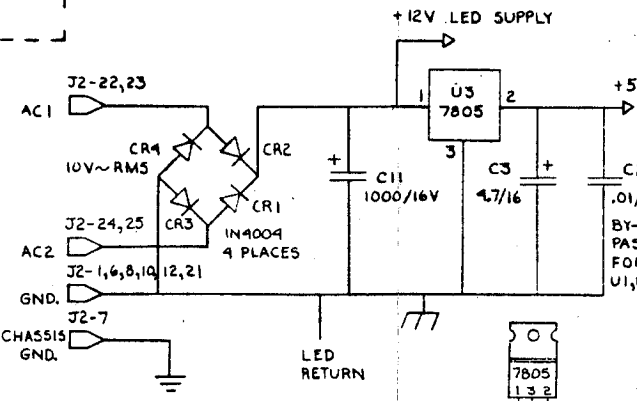 +12V LED SUPPLY
J2-22,23
AC1
CR4
CR2
10V~RMS
CR3
CR1
1N4004
4 PLACES
J2-24,25
AC2
J2-1,6,8,10,12,21
GND.
J2-7
CHASSIS
GND.
LED
RETURN
+
C11
1000/16V
1
U3
7805
2
3
+5
C3
+
4.7/16
C
.01/
BY-
PAS
FO
U1,
7805
1 3 2